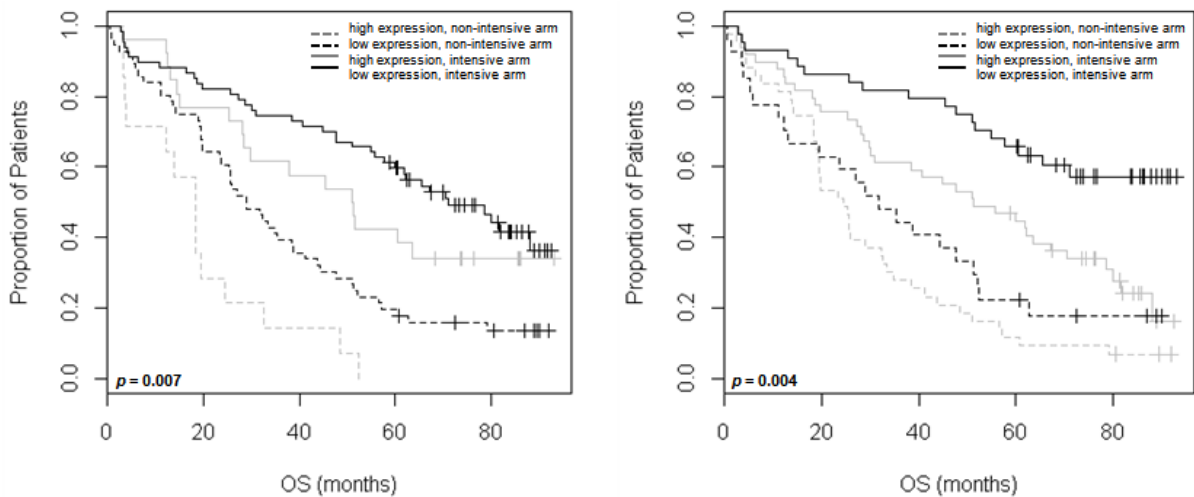 high expression, non-intensive arm
low expression, non-intensive arm
high expression, intensive arm
low expression, intensive arm
Proportion of Patients
1.0
0.8
0.6
0.4
0.2
0.0
p = 0.007
0 20 40 60 80
OS (months)
high expression, non-intensive arm
low expression, non-intensive arm
high expression, intensive arm
low expression, intensive arm
Proportion of Patients
1.0
0.8
0.6
0.4
0.2
0.0
p = 0.004
0 20 40 60 80
OS (months)